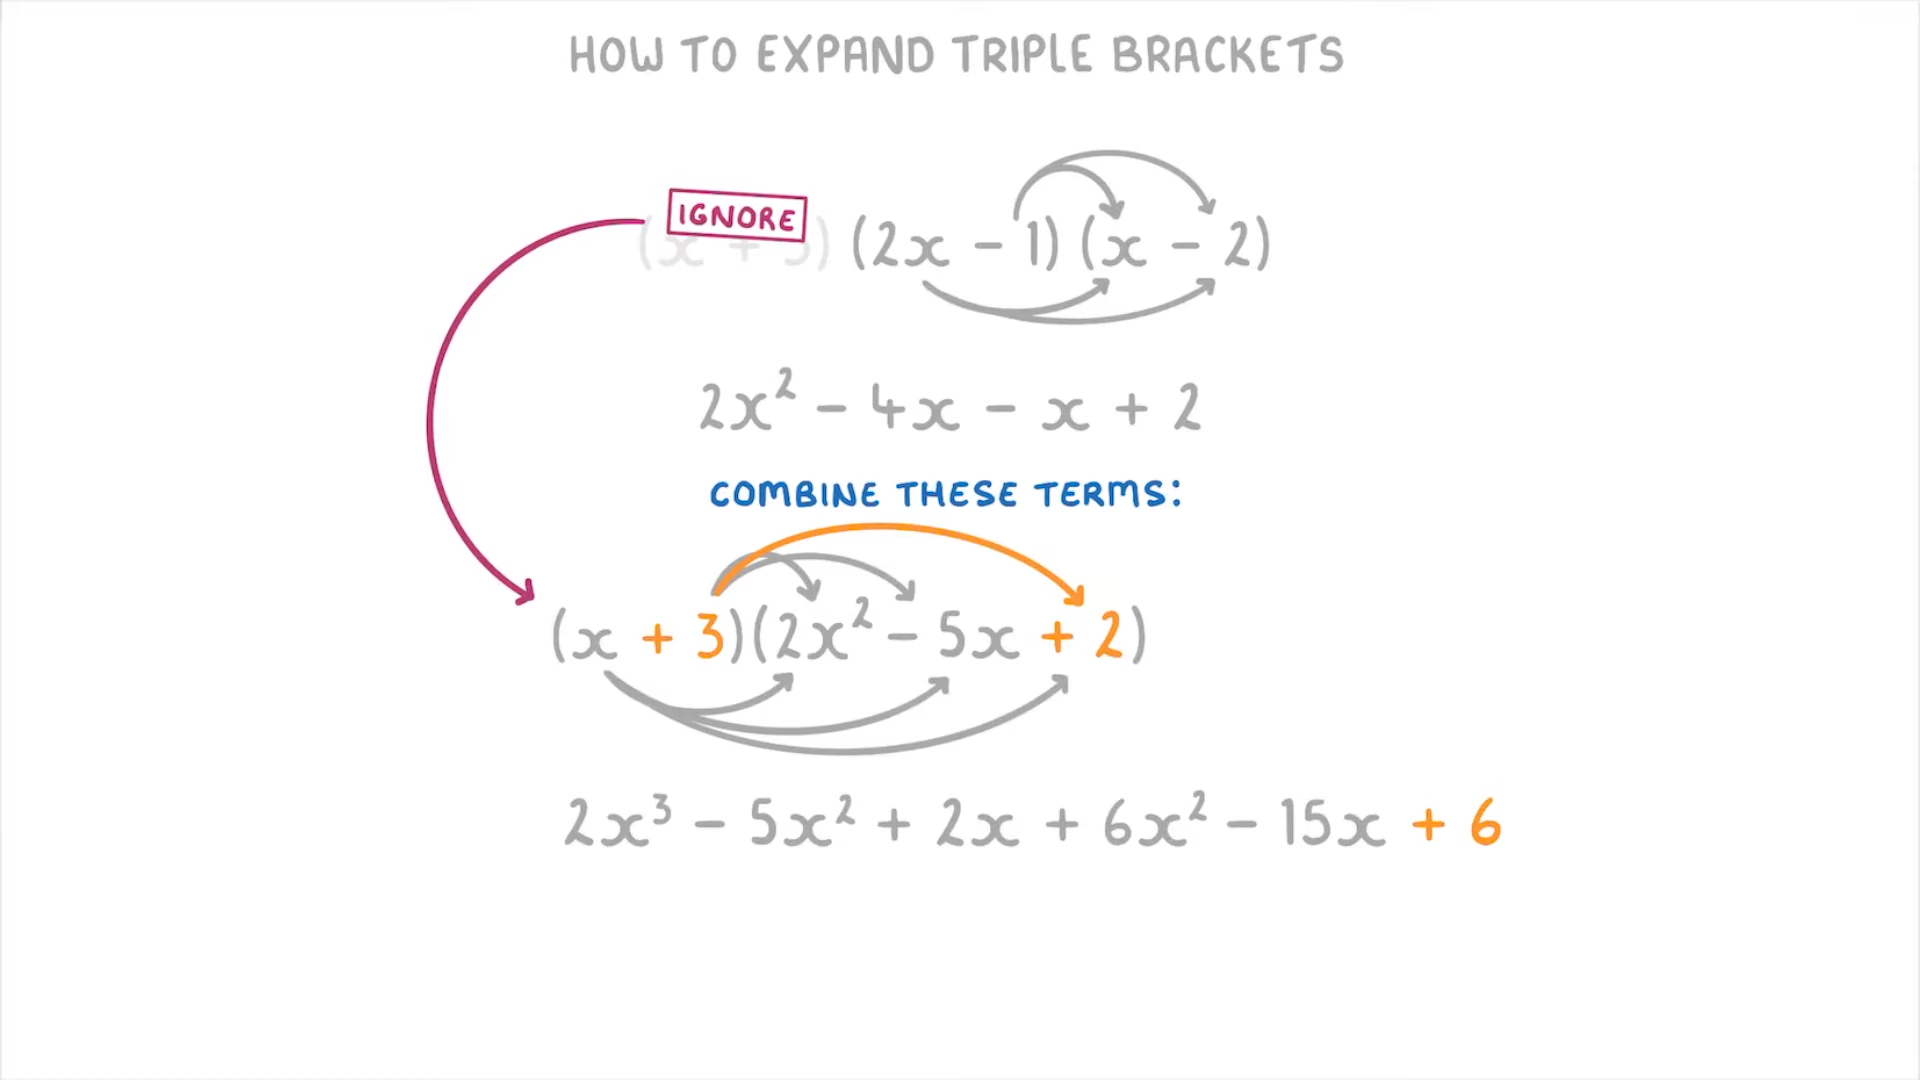 HOW TO EXPAND TRIPLE BRACKETS
IGNORE
(x + 3) (2x − 1) (x − 2)
2x² − 4x − x + 2
COMBINE THESE TERMS:
(x + 3)(2x² − 5x + 2)
2x³ − 5x² + 2x + 6x² − 15x + 6